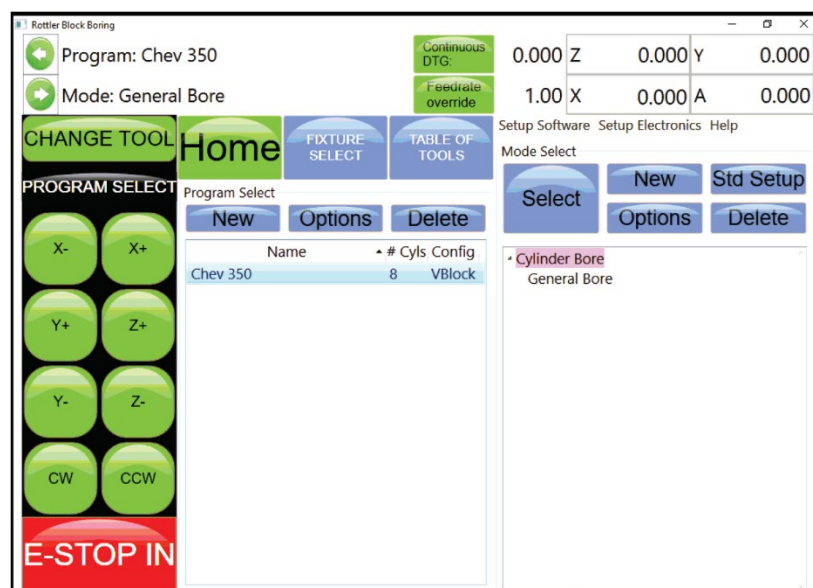 Rottler Block Boring
Program: Chev 350
Continuous DTG:
0.000 Z 0.000 Y 0.000
Mode: General Bore
Feedrate override
1.00 X 0.000 A 0.000
CHANGE TOOL
Home
FIXTURE SELECT
TABLE OF TOOLS
Setup Software Setup Electronics Help
Mode Select
PROGRAM SELECT
Program Select
Select
New
Std Setup
New
Options
Delete
Options
Delete
Name # Cyls Config
Chev 350 8 VBlock
Cylinder Bore
General Bore
X- X+
Y+ Z+
Y- Z-
CW CCW
E-STOP IN